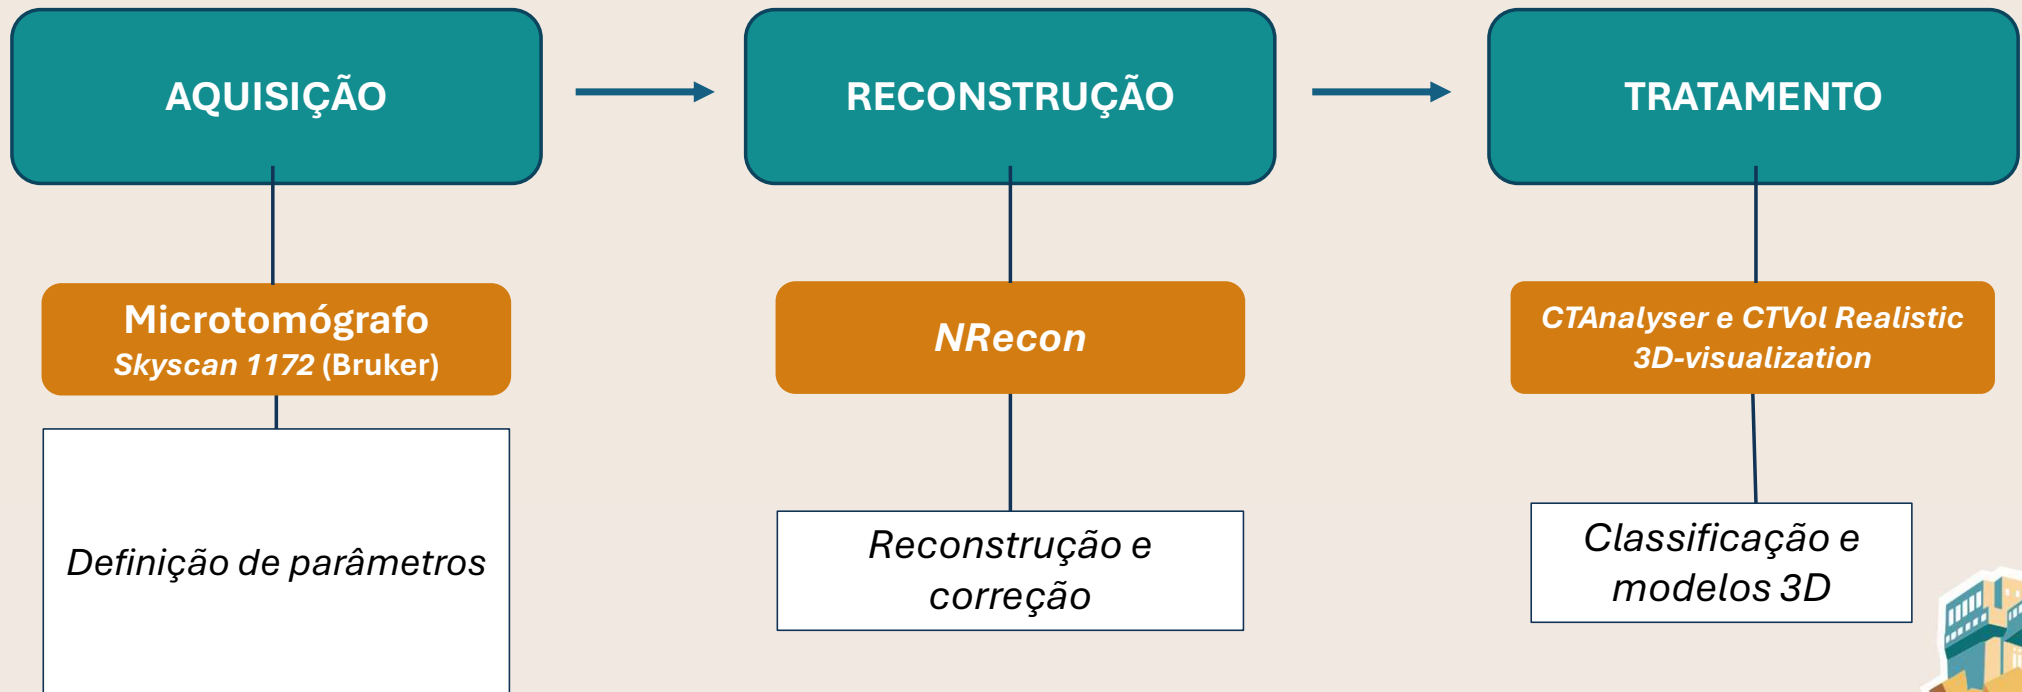 AQUISIÇÃO
RECONSTRUÇÃO
TRATAMENTO
Microtomógrafo
Skyscan 1172 (Bruker)
NRecon
CTAnalyser e CTVol Realistic
3D-visualization
Definição de parâmetros
Reconstrução e
correção
Classificação e
modelos 3D